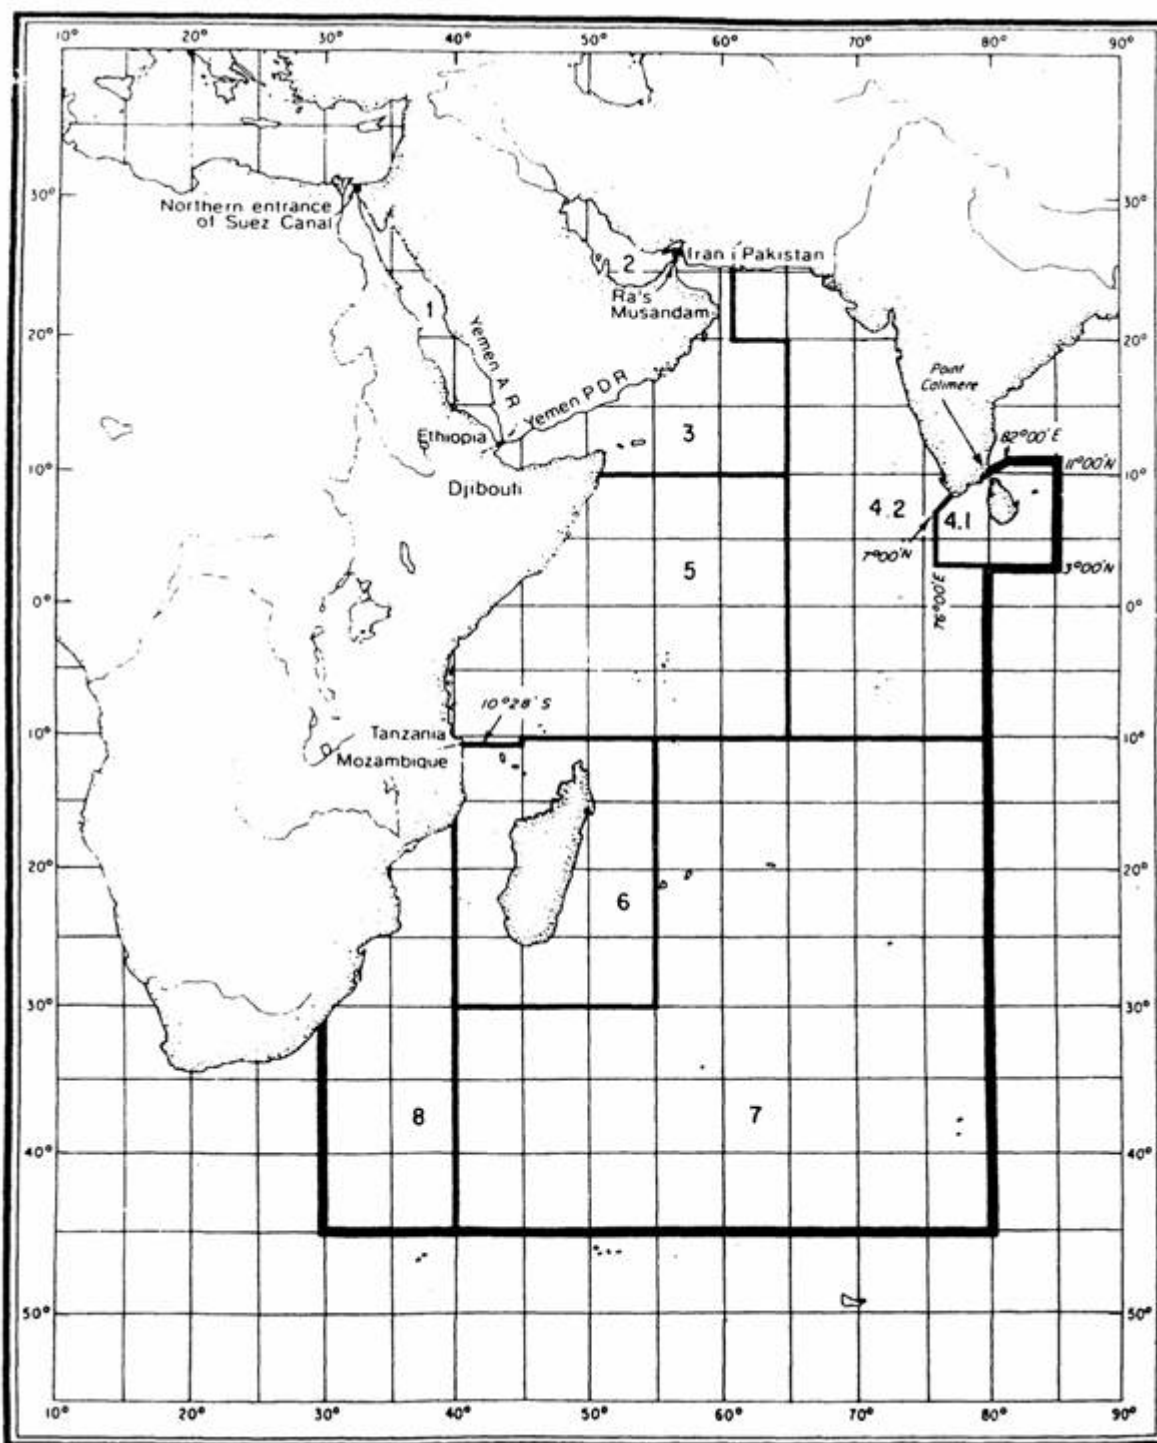 10° 20° 30° 40° 50° 60° 70° 80° 90°
30° 30°
Northern entrance
of Suez Canal
2
Iran Pakistan
Ra's
Musandam
1
Yemen A R
20° 20°
Point
Calimere
Yemen P D R
Ethiopia
3
82°00' E
11°00'N
10° 10°
Djibouti
4.2
4.1
7°00'N
5
3°00'N
76°00'E
0° 0°
10°28' S
Tanzania
10° 10°
Mozambique
20° 20°
6
30° 30°
8
7
40° 40°
50° 50°
10° 20° 30° 40° 50° 60° 70° 80° 90°